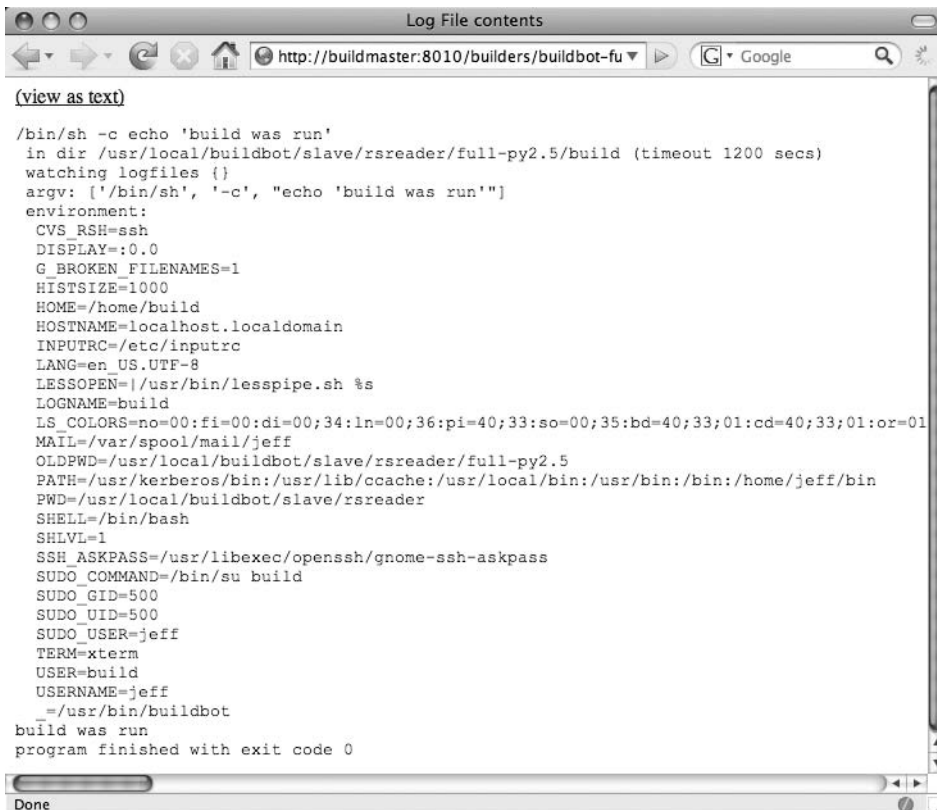 Log File contents
http://buildmaster:8010/builders/buildbot-fu
G Google
(view as text)
/bin/sh -c echo 'build was run'
 in dir /usr/local/buildbot/slave/rsreader/full-py2.5/build (timeout 1200 secs)
 watching logfiles {}
 argv: ['/bin/sh', '-c', "echo 'build was run'"]
 environment:
  CVS_RSH=ssh
  DISPLAY=:0.0
  G_BROKEN_FILENAMES=1
  HISTSIZE=1000
  HOME=/home/build
  HOSTNAME=localhost.localdomain
  INPUTRC=/etc/inputrc
  LANG=en_US.UTF-8
  LESSOPEN=|/usr/bin/lesspipe.sh %s
  LOGNAME=build
  LS_COLORS=no=00:fi=00:di=00;34:ln=00;36:pi=40;33:so=00;35:bd=40;33;01:cd=40;33;01:or=01
  MAIL=/var/spool/mail/jeff
  OLDPWD=/usr/local/buildbot/slave/rsreader/full-py2.5
  PATH=/usr/kerberos/bin:/usr/lib/ccache:/usr/local/bin:/usr/bin:/bin:/home/jeff/bin
  PWD=/usr/local/buildbot/slave/rsreader
  SHELL=/bin/bash
  SHLVL=1
  SSH_ASKPASS=/usr/libexec/openssh/gnome-ssh-askpass
  SUDO_COMMAND=/bin/su build
  SUDO_GID=500
  SUDO_UID=500
  SUDO_USER=jeff
  TERM=xterm
  USER=build
  USERNAME=jeff
  _=/usr/bin/buildbot
build was run
program finished with exit code 0
Done